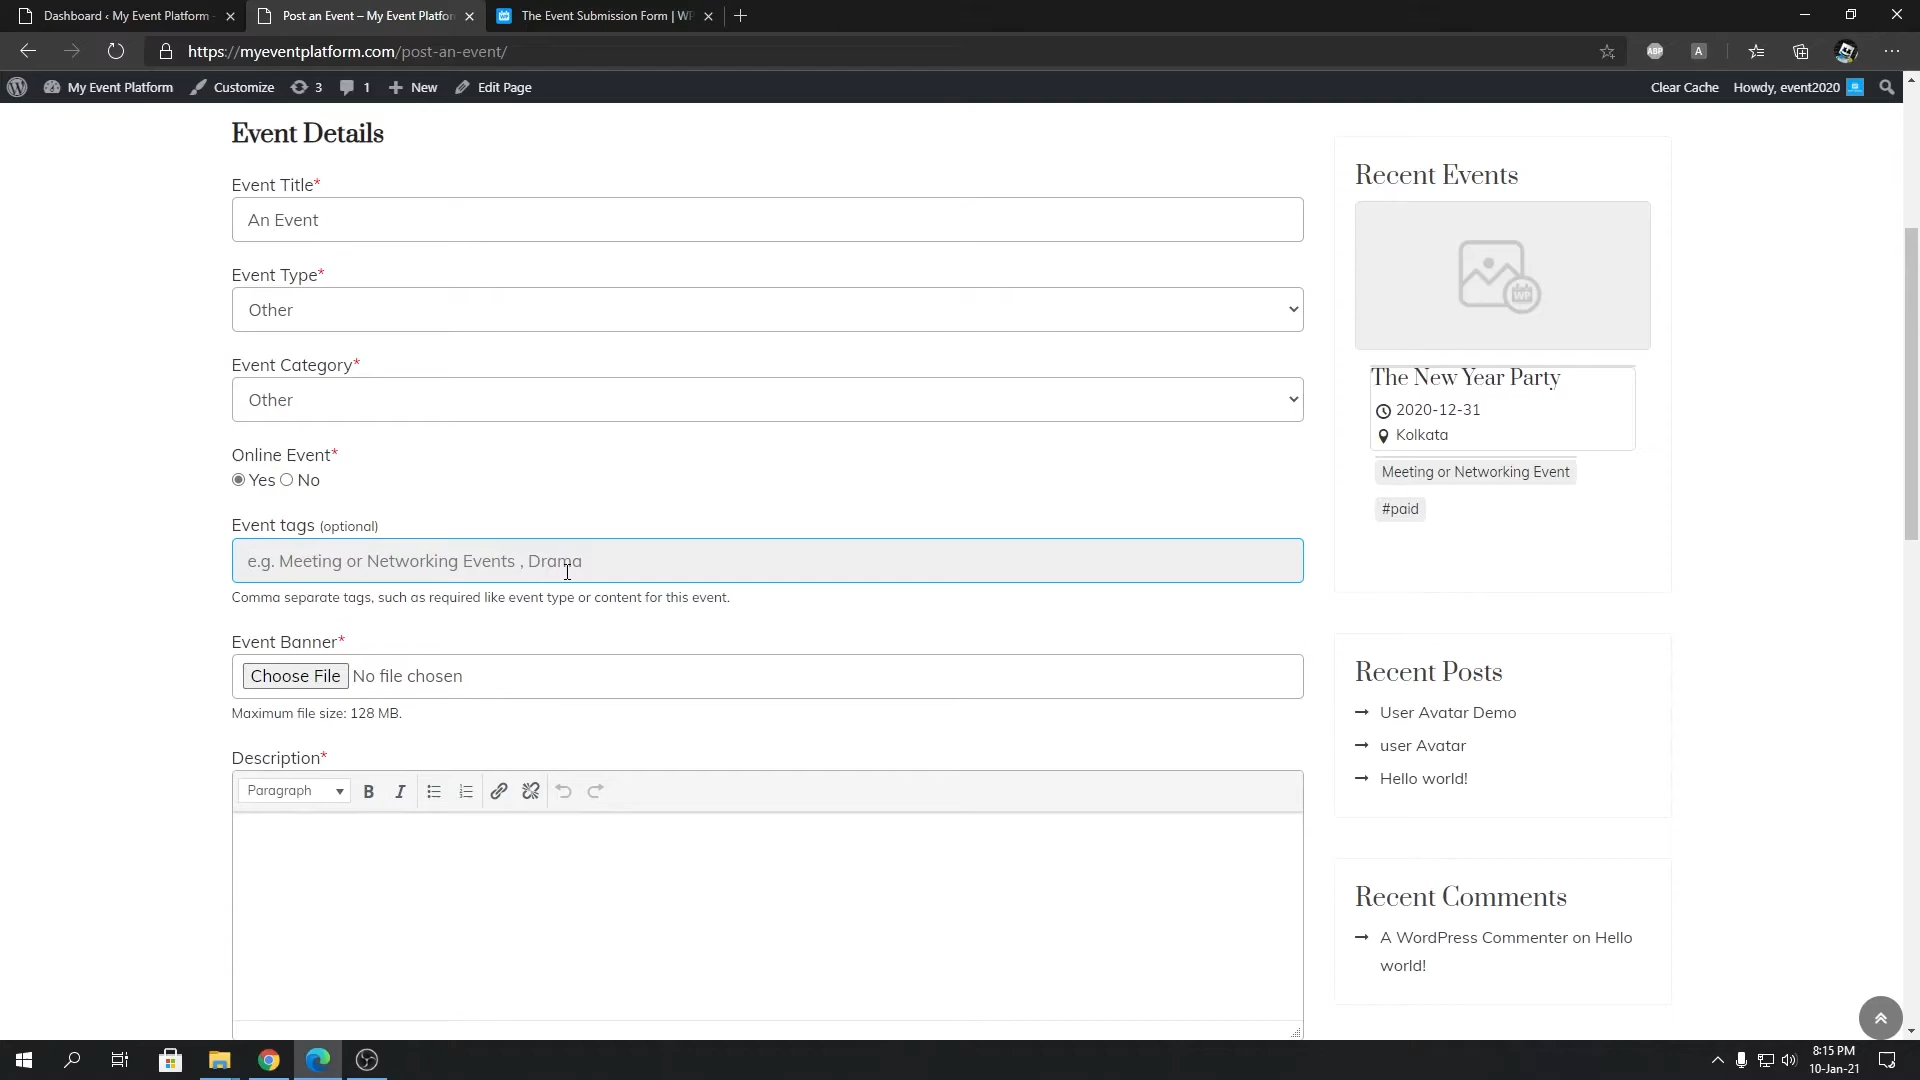 Dashboard ‹ My Event Platform -
Post an Event – My Event Platfor
The Event Submission Form | WP
https://myeventplatform.com/post-an-event/
ABP
A
My Event Platform
Customize
3
1
New
Edit Page
Clear Cache
Howdy, event2020
Event Details
Event Title*
An Event
Event Type*
Other
Event Category*
Other
Online Event*
Yes No
Event tags (optional)
e.g. Meeting or Networking Events , Drama
Comma separate tags, such as required like event type or content for this event.
Event Banner*
Choose File No file chosen
Maximum file size: 128 MB.
Description*
Paragraph
B
I
Recent Events
WP
The New Year Party
2020-12-31
Kolkata
Meeting or Networking Event
#paid
Recent Posts
User Avatar Demo
user Avatar
Hello world!
Recent Comments
A WordPress Commenter on Hello
world!
8:15 PM
10-Jan-21